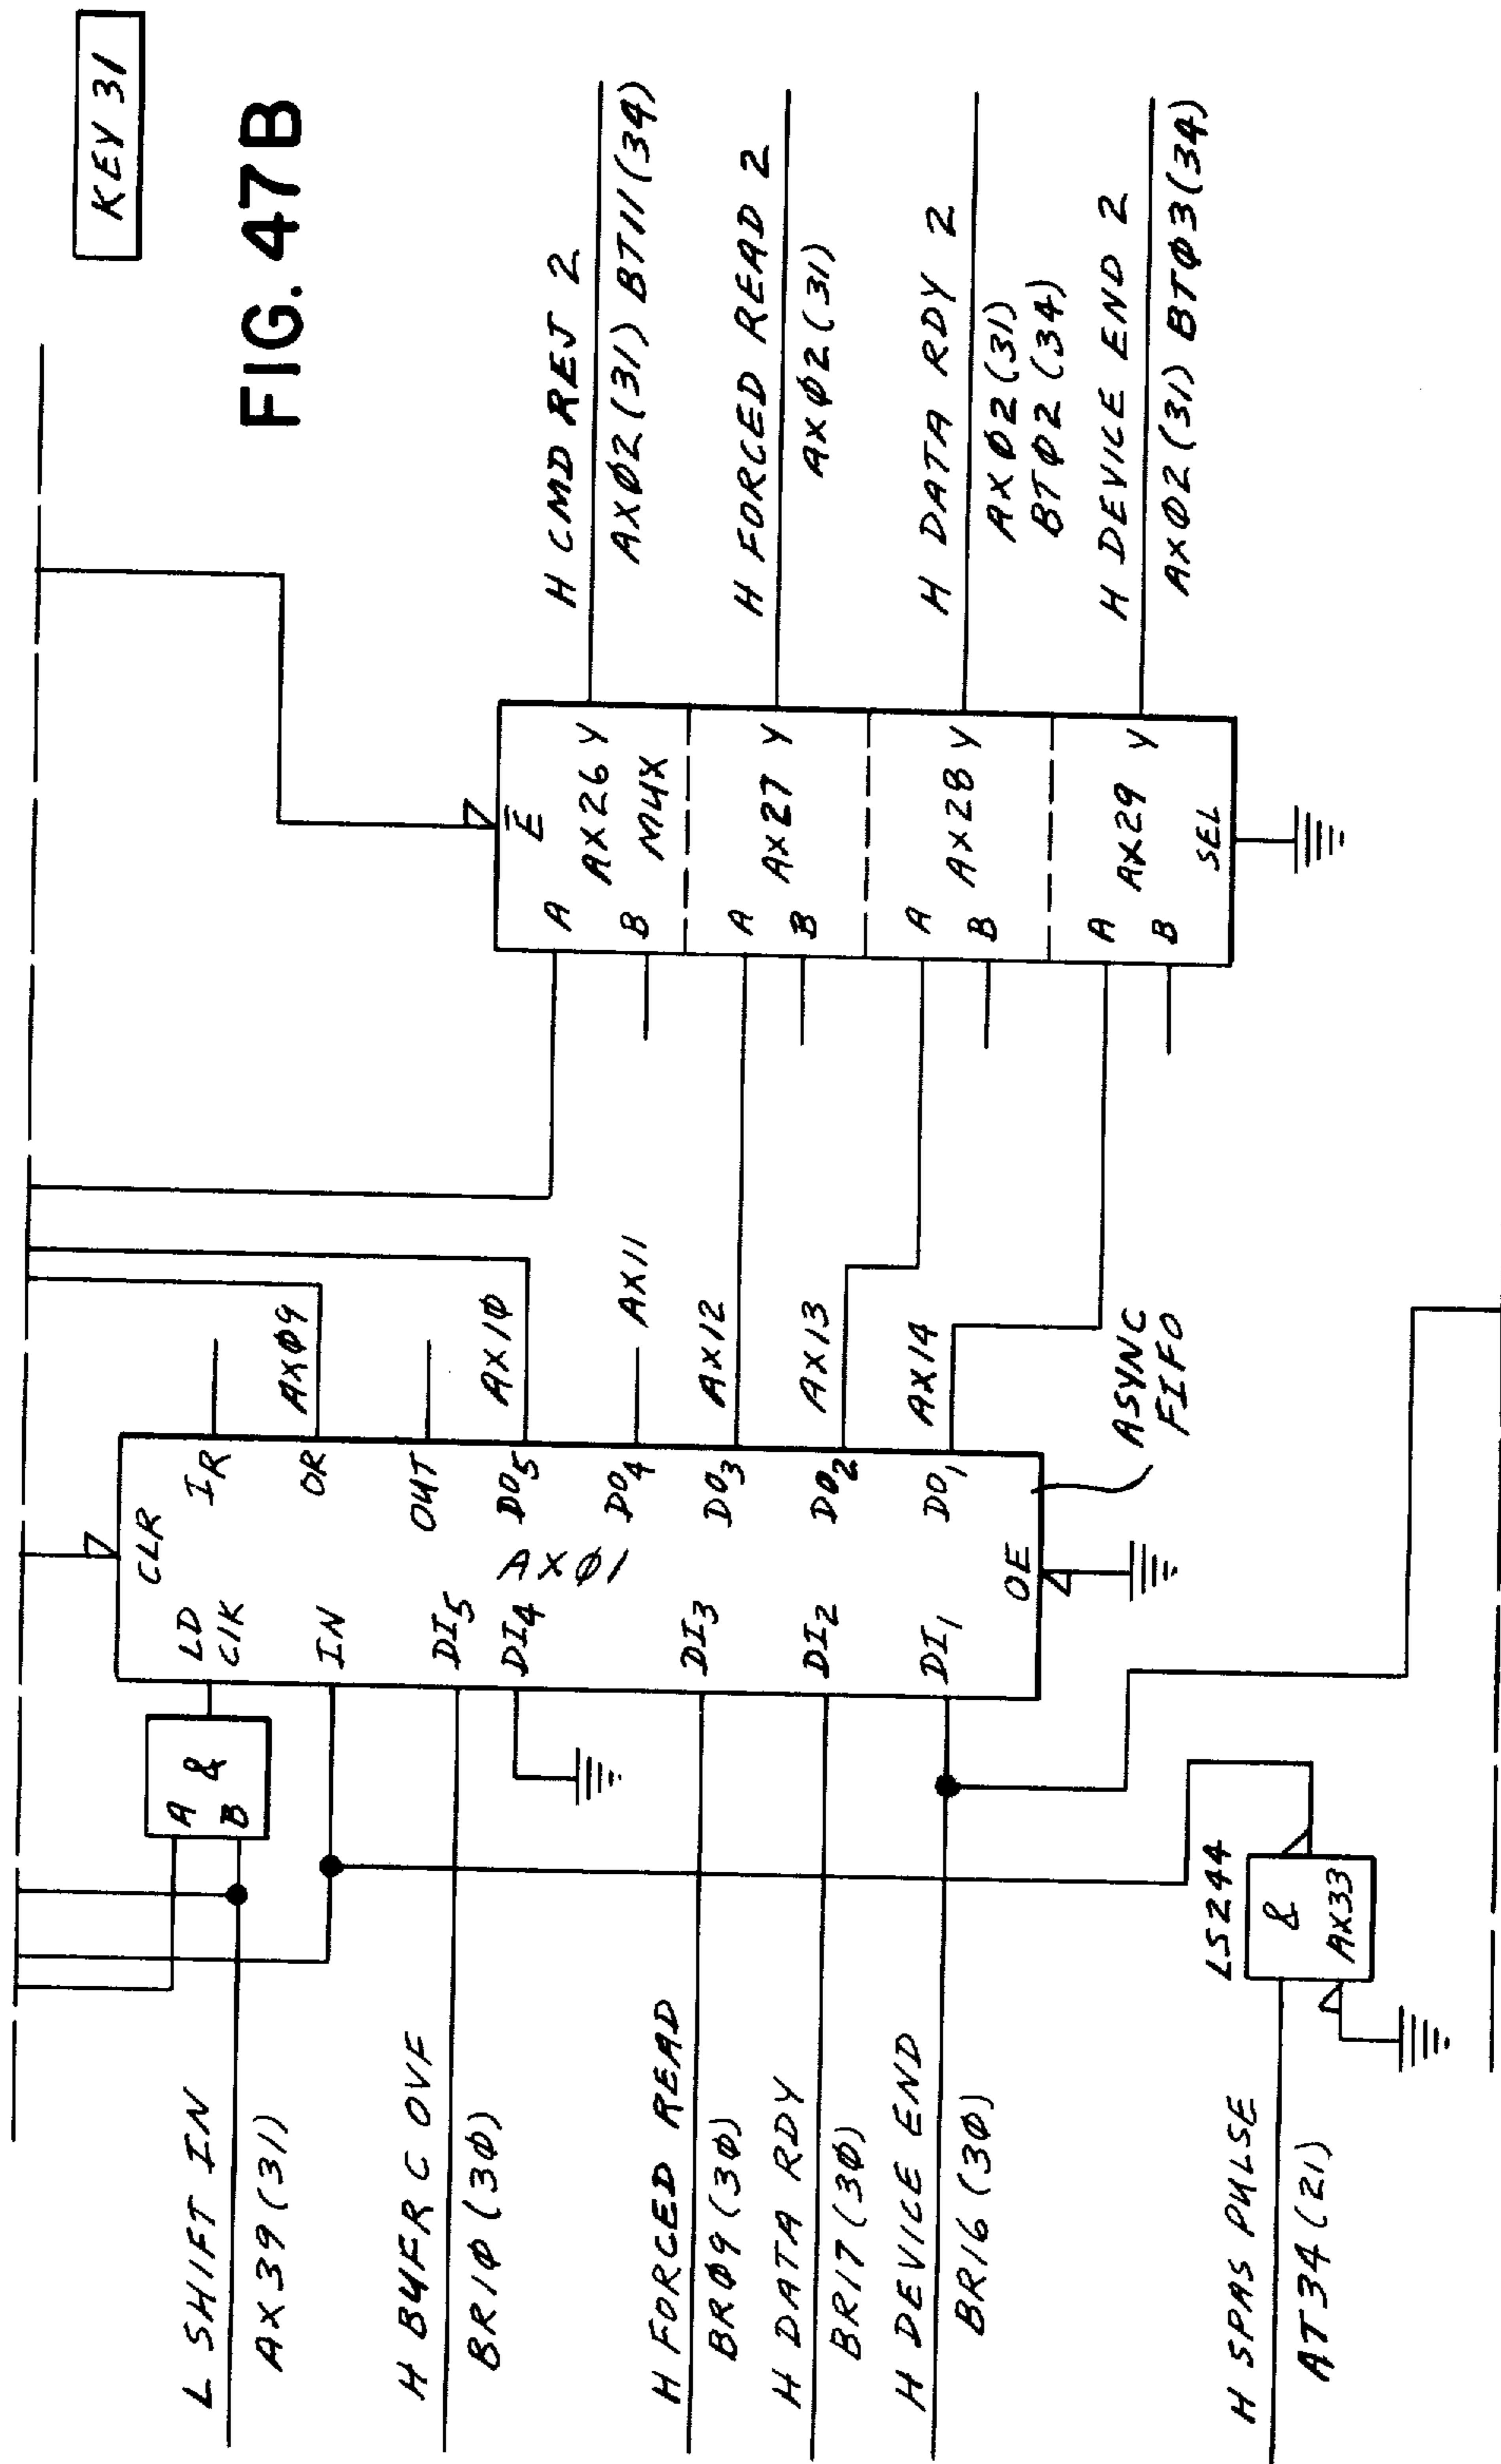 KEY 31
FIG. 47B
L SHIFT IN
AX39(31)
H BUFR C OVF
BR1Ø(3Ø)
H FORCED READ
BRØ9(3Ø)
H DATA RDY
BR17(3Ø)
H DEVICE END
BR16(3Ø)
H SPAS PULSE
AT34(21)
A
&
B
LS244
&
AX33
CLR
LD
CLK
IN
DI5
DI4
DI3
DI2
DI1
AXØ1
OE
IR
OR
OUT
DO5
DO4
DO3
DO2
DO1
AXØ9
AX1Ø
AX11
AX12
AX13
AX14
ASYNC
FIFO
E̅
A
AX26 Y
B
MUX
A
AX27 Y
B
A
AX28 Y
B
A
AX29 Y
B
SEL
H CMD REJ 2
AXØ2(31) BT11(34)
H FORCED READ 2
AXØ2(31)
H DATA RDY 2
AXØ2(31)
BTØ2(34)
H DEVICE END 2
AXØ2(31) BTØ3(34)